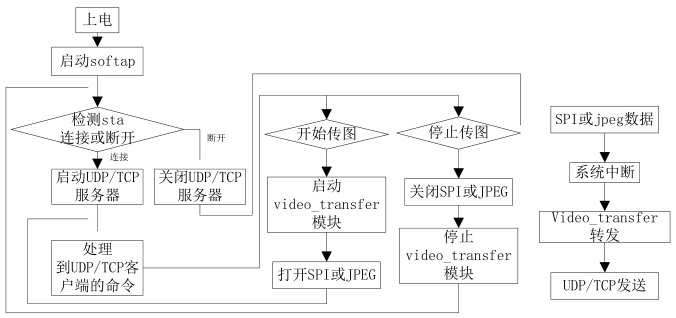 上电
启动softap
检测sta
连接或断开
断开
连接
启动UDP/TCP
服务器
关闭UDP/TCP
服务器
处理
到UDP/TCP客
户端的命令
开始传图
启动
video_transfer
模块
打开SPI或JPEG
停止传图
关闭SPI或JPEG
停止
video_transfer
模块
SPI或jpeg数据
系统中断
Video_transfer
转发
UDP/TCP发送